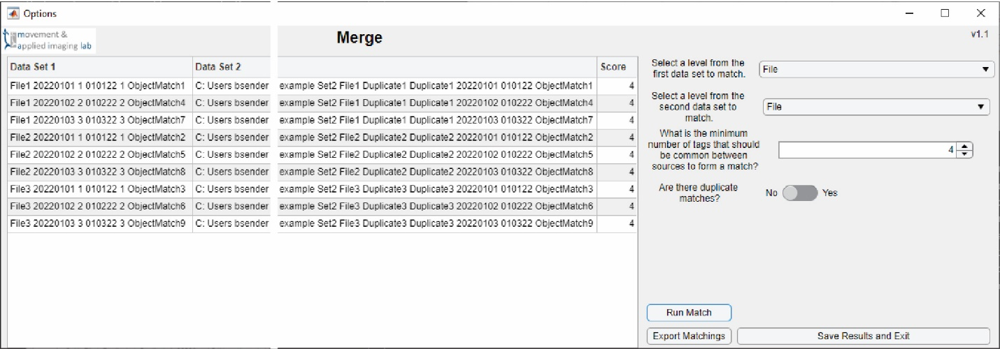 Options
movement &
applied imaging lab
Merge
v1.1
Data Set 1 Data Set 2 Score
File1 20220101 1 010122 1 ObjectMatch1 C: Users bsender example Set2 File1 Duplicate1 Duplicate1 20220101 010122 ObjectMatch1 4
File1 20220102 2 010222 2 ObjectMatch4 C: Users bsender example Set2 File1 Duplicate1 Duplicate1 20220102 010222 ObjectMatch4 4
File1 20220103 3 010322 3 ObjectMatch7 C: Users bsender example Set2 File1 Duplicate1 Duplicate1 20220103 010322 ObjectMatch7 4
File2 20220101 1 010122 1 ObjectMatch2 C: Users bsender example Set2 File2 Duplicate2 Duplicate2 20220101 010122 ObjectMatch2 4
File2 20220102 2 010222 2 ObjectMatch5 C: Users bsender example Set2 File2 Duplicate2 Duplicate2 20220102 010222 ObjectMatch5 4
File2 20220103 3 010322 3 ObjectMatch8 C: Users bsender example Set2 File2 Duplicate2 Duplicate2 20220103 010322 ObjectMatch8 4
File3 20220101 1 010122 1 ObjectMatch3 C: Users bsender example Set2 File3 Duplicate3 Duplicate3 20220101 010122 ObjectMatch3 4
File3 20220102 2 010222 2 ObjectMatch6 C: Users bsender example Set2 File3 Duplicate3 Duplicate3 20220102 010222 ObjectMatch6 4
File3 20220103 3 010322 3 ObjectMatch9 C: Users bsender example Set2 File3 Duplicate3 Duplicate3 20220103 010322 ObjectMatch9 4
Select a level from the
first data set to match.
File
Select a level from the
second data set to
match.
File
What is the minimum
number of tags that should
be common between
sources to form a match?
4
Are there duplicate
matches?
No Yes
Run Match
Export Matchings Save Results and Exit